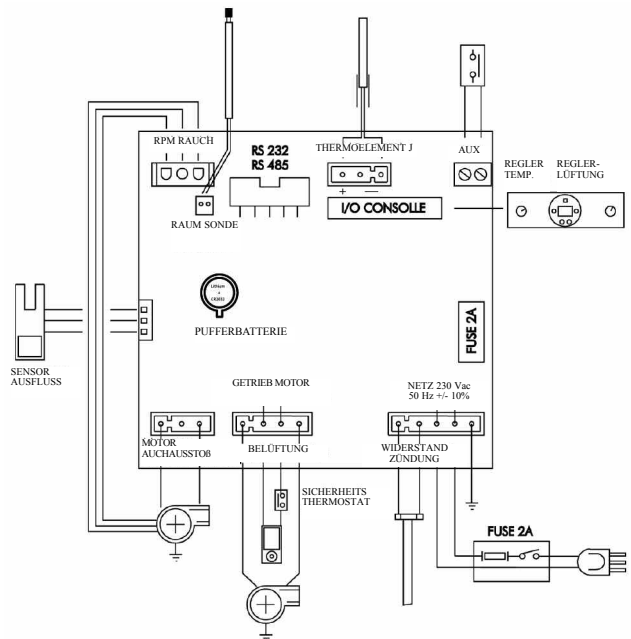 RPM RAUCH
RS 232
RS 485
THERMOELEMENT J
AUX
REGLER
TEMP.
REGLER-
LÜFTUNG
+ —
I/O CONSOLLE
RAUM SONDE
PUFFERBATTERIE
FUSE 2A
SENSOR
AUSFLUSS
GETRIEB MOTOR
NETZ 230 Vac
50 Hz +/- 10%
MOTOR
AUCHAUSSTOß
BELÜFTUNG
WIDERSTAND
ZÜNDUNG
SICHERHEITS
THERMOSTAT
FUSE 2A